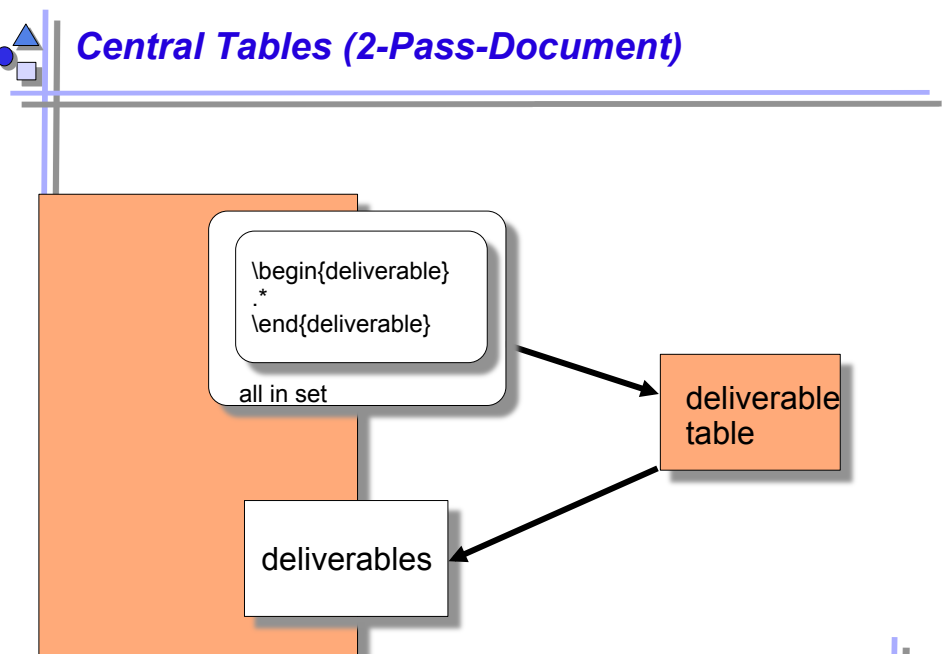 Central Tables (2-Pass-Document)
\begin{deliverable}
.*
\end{deliverable}
all in set
deliverable
table
deliverables